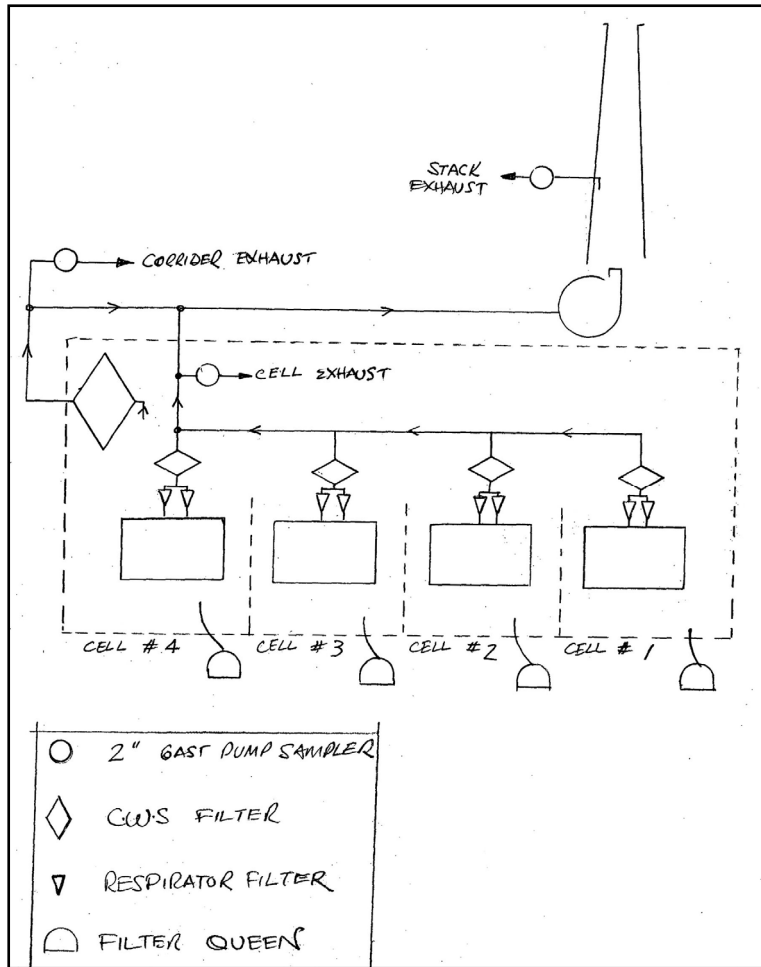 STACK
EXHAUST
CORRIDER EXHAUST
CELL EXHAUST
CELL # 4
CELL # 3
CELL # 2
CELL # 1
2" GAST PUMP SAMPLER
C.W.S FILTER
RESPIRATOR FILTER
FILTER QUEEN